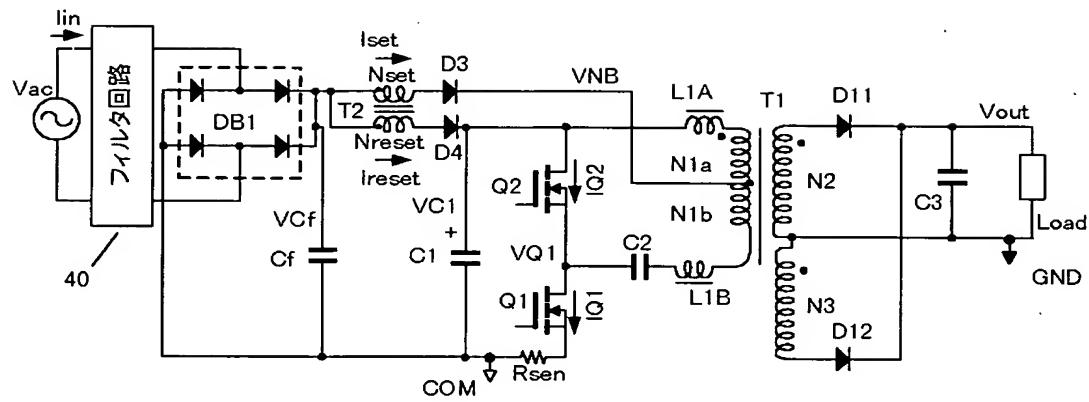 Iin
Vac
フィルタ回路
40
DB1
VCf
Cf
Iset
Nset
T2
Nreset
Ireset
D3
D4
VC1
+
C1
Q2
IQ2
VQ1
Q1
IQ1
Rsen
COM
VNB
L1A
N1a
N1b
C2
L1B
T1
D11
N2
N3
D12
Vout
C3
Load
GND